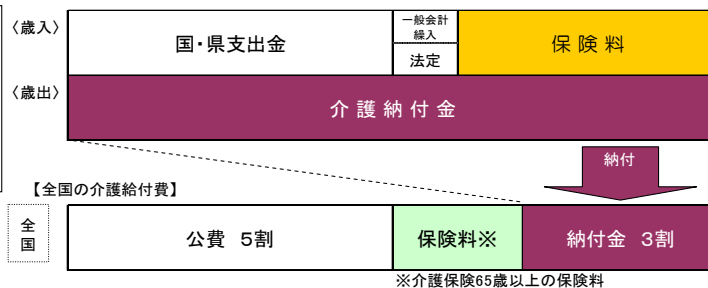 〈歳入〉
国・県支出金
一般会計
繰入
法定
保険料
〈歳出〉
介護納付金
納付
【全国の介護給付費】
全
国
公費 5割
保険料※
納付金 3割
※介護保険65歳以上の保険料